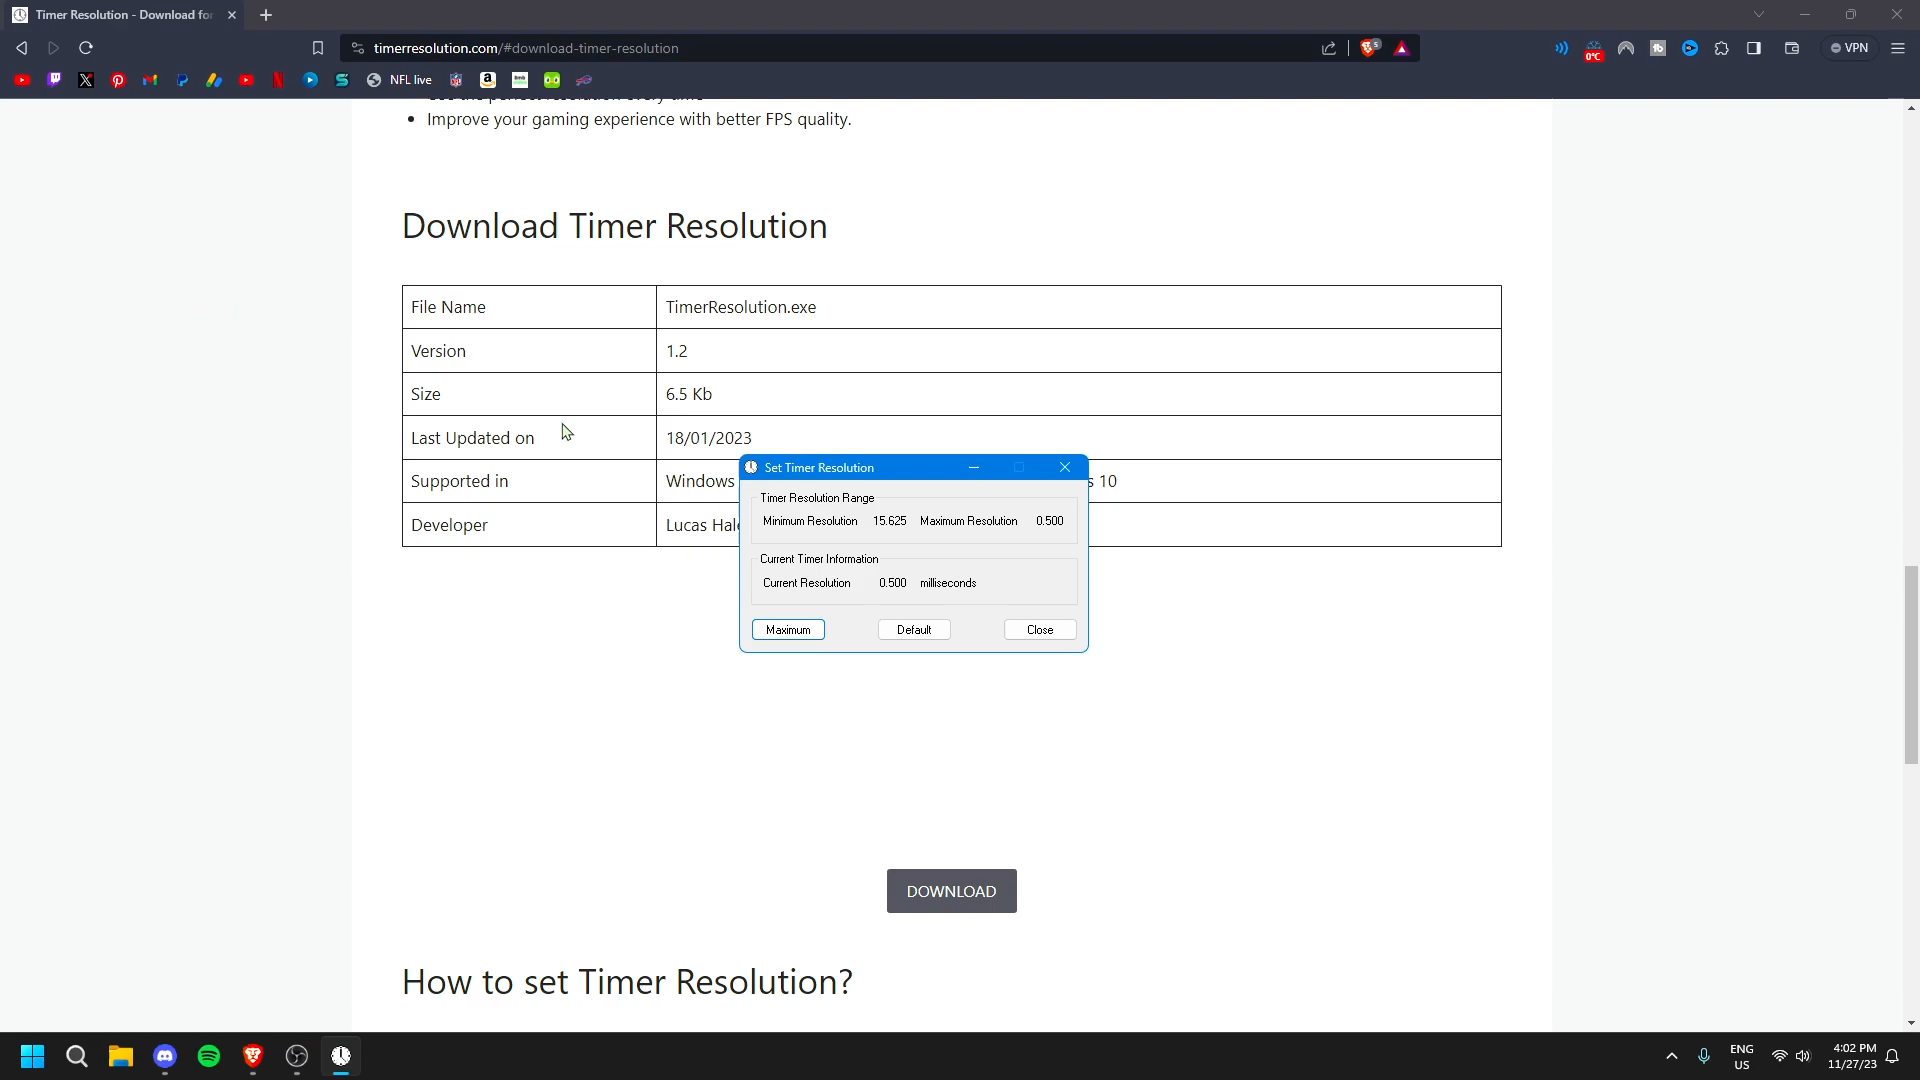 Timer Resolution - Download for
timerresolution.com/#download-timer-resolution
5
0°C
VPN
NFL live
Improve your gaming experience with better FPS quality.
Download Timer Resolution
File Name TimerResolution.exe
Version 1.2
Size 6.5 Kb
Last Updated on 18/01/2023
Supported in Windows 10
Developer Lucas
Set Timer Resolution
Timer Resolution Range
Minimum Resolution 15.625 Maximum Resolution 0.500
Current Timer Information
Current Resolution 0.500 milliseconds
Maximum Default Close
DOWNLOAD
How to set Timer Resolution?
ENG
US
4:02 PM
11/27/23